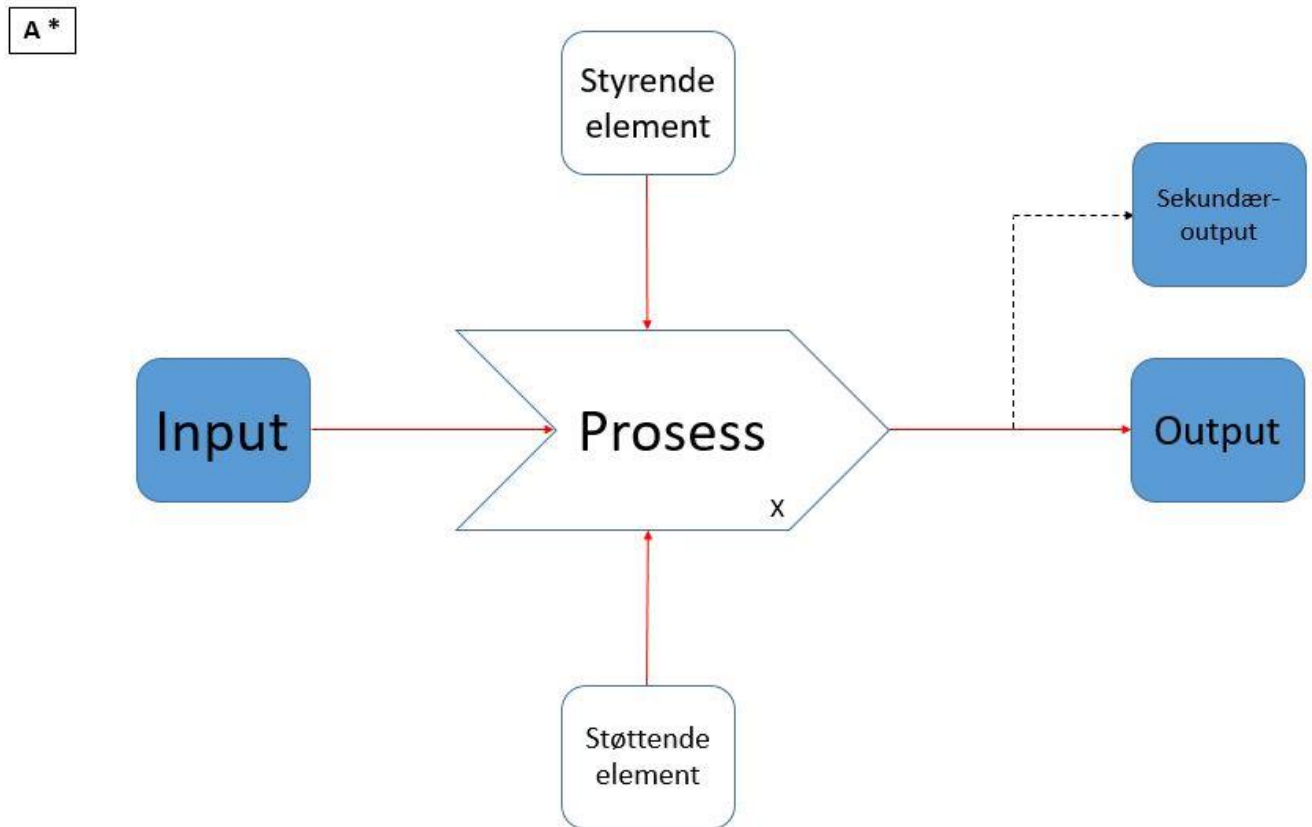 A *
Styrende
element
Sekundær-
output
Input
Prosess
Output
x
Støttende
element